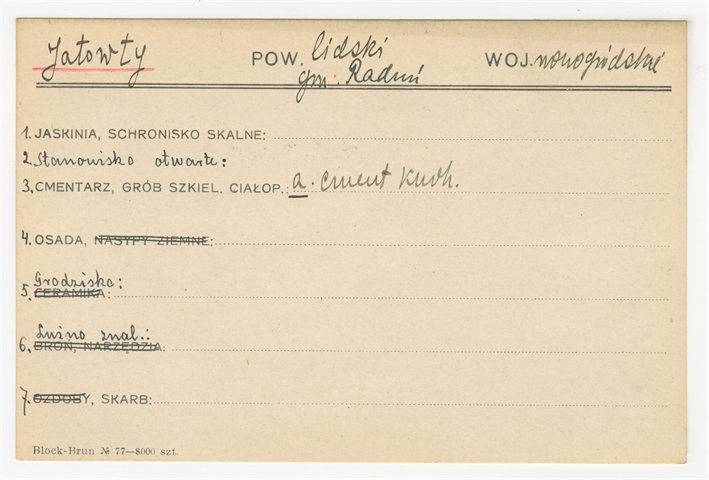 Jatowty POW. lidski WOJ. nowogródzkie
gm. Raduń
1. JASKINIA, SCHRONISKO SKALNE:
2. Stanowisko otwarte:
3. CMENTARZ, GRÓB SZKIEL. CIAŁOP.: a. cment kurh.
4. OSADA, NASYPY ZIEMNE:
Grodzisko:
5. CERAMIKA:
Luźno znal.:
6. BROŃ, NARZĘDZIA:
7. OZDOBY, SKARB:
Block-Brun № 77—8000 szt.